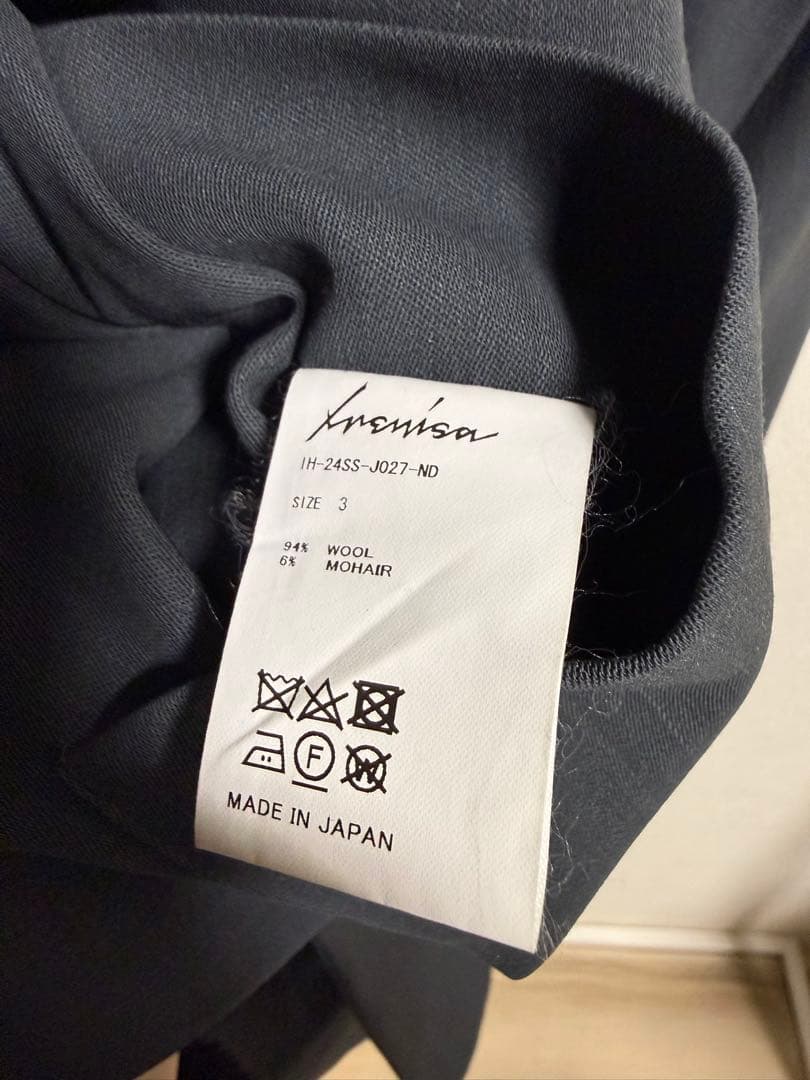 Irenisa
IH-24SS-J027-ND
SIZE 3
94% WOOL
6% MOHAIR
F
W
MADE IN JAPAN